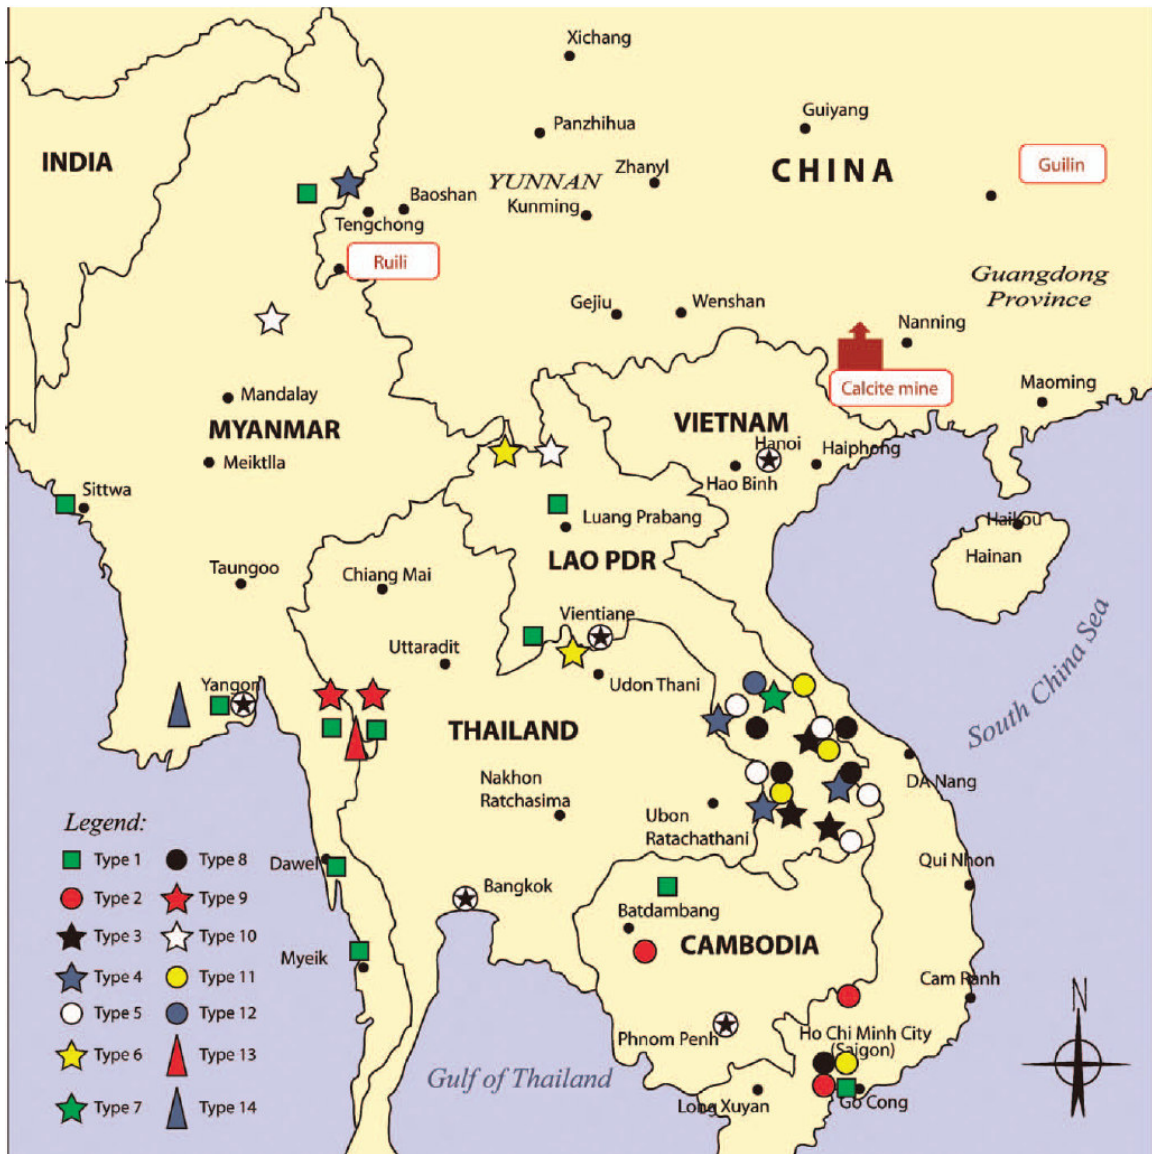 Xichang
Guiyang
Panzhihua
INDIA
CHINA
Guilin
Zhanyl
YUNNAN
Baoshan
Kunming
Tengchong
Ruili
Guangdong
Province
Gejiu
Wenshan
Nanning
Calcite mine
Maoming
Mandalay
MYANMAR
VIETNAM
Hanoi
Haiphong
Meiktlla
Hao Binh
Sittwa
Luang Prabang
Haikou
Hainan
LAO PDR
Taungoo
Chiang Mai
Vientiane
Uttaradit
Udon Thani
Yangon
South China Sea
THAILAND
Nakhon
Ratchasima
DA Nang
Ubon
Ratachathani
Legend:
Type 1
Type 8
Type 2
Type 9
Type 3
Type 10
Type 4
Type 11
Type 5
Type 12
Type 6
Type 13
Type 7
Type 14
Dawel
Qui Nhon
Bangkok
Batdambang
CAMBODIA
Myeik
Cam Ranh
N
Ho Chi Minh City
(Saigon)
Phnom Penh
Gulf of Thailand
Long Xuyan
Go Cong